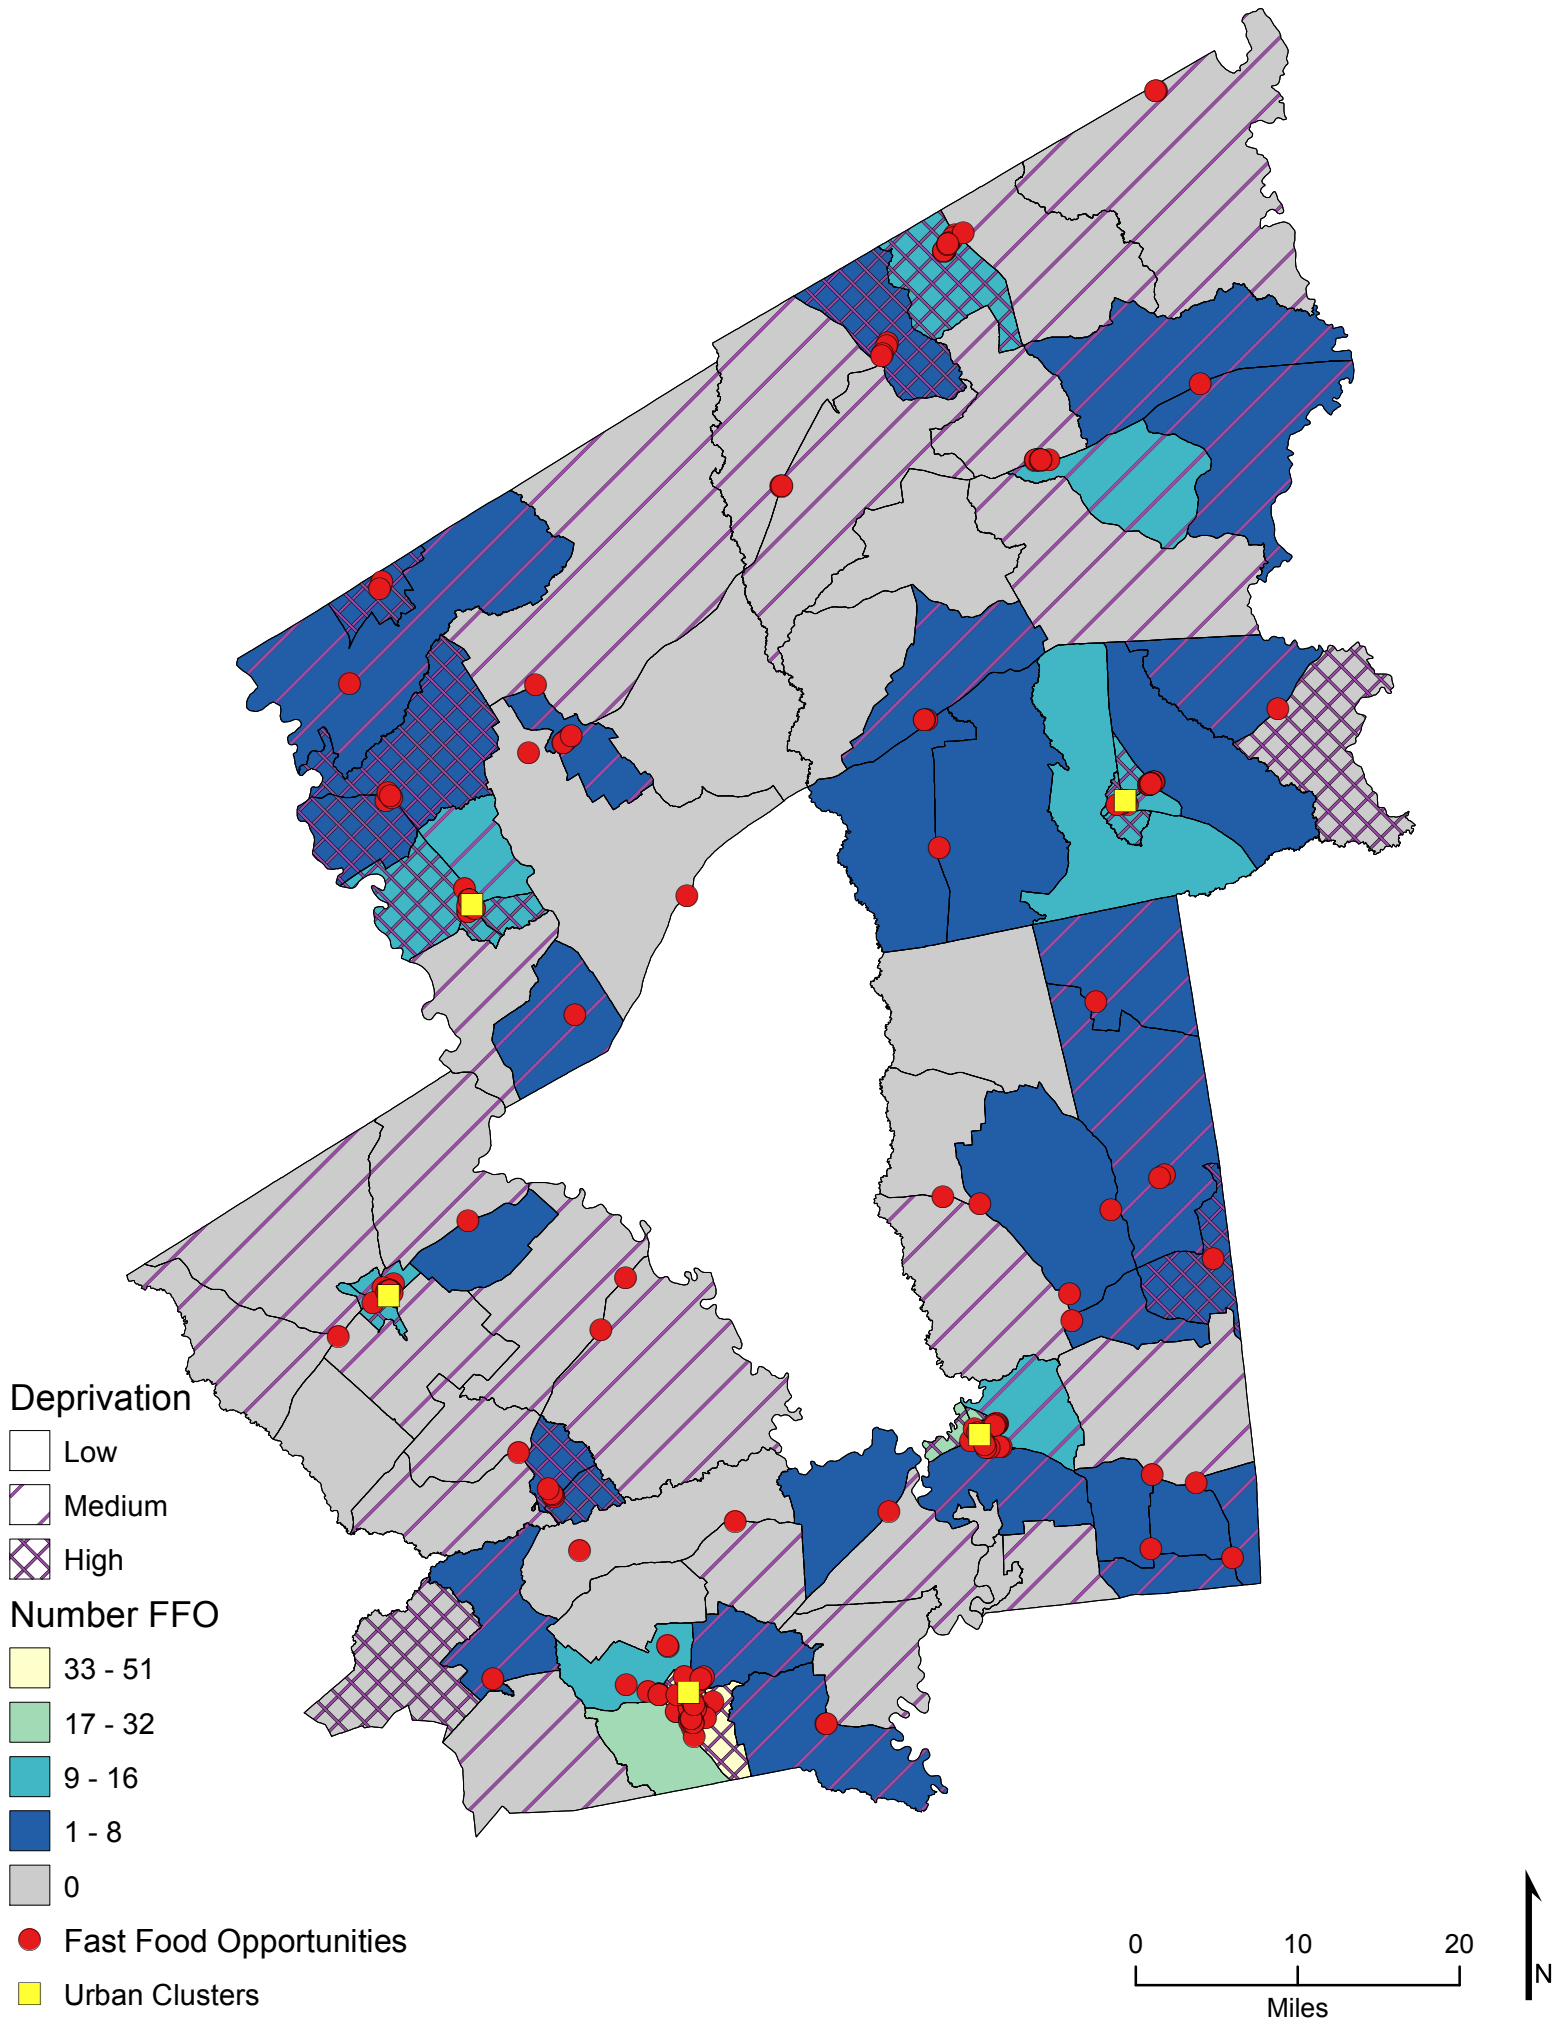 Deprivation
Low
Medium
High
Number FFO
33 - 51
17 - 32
9 - 16
1 - 8
0
Fast Food Opportunities
Urban Clusters
0 10 20
Miles
N